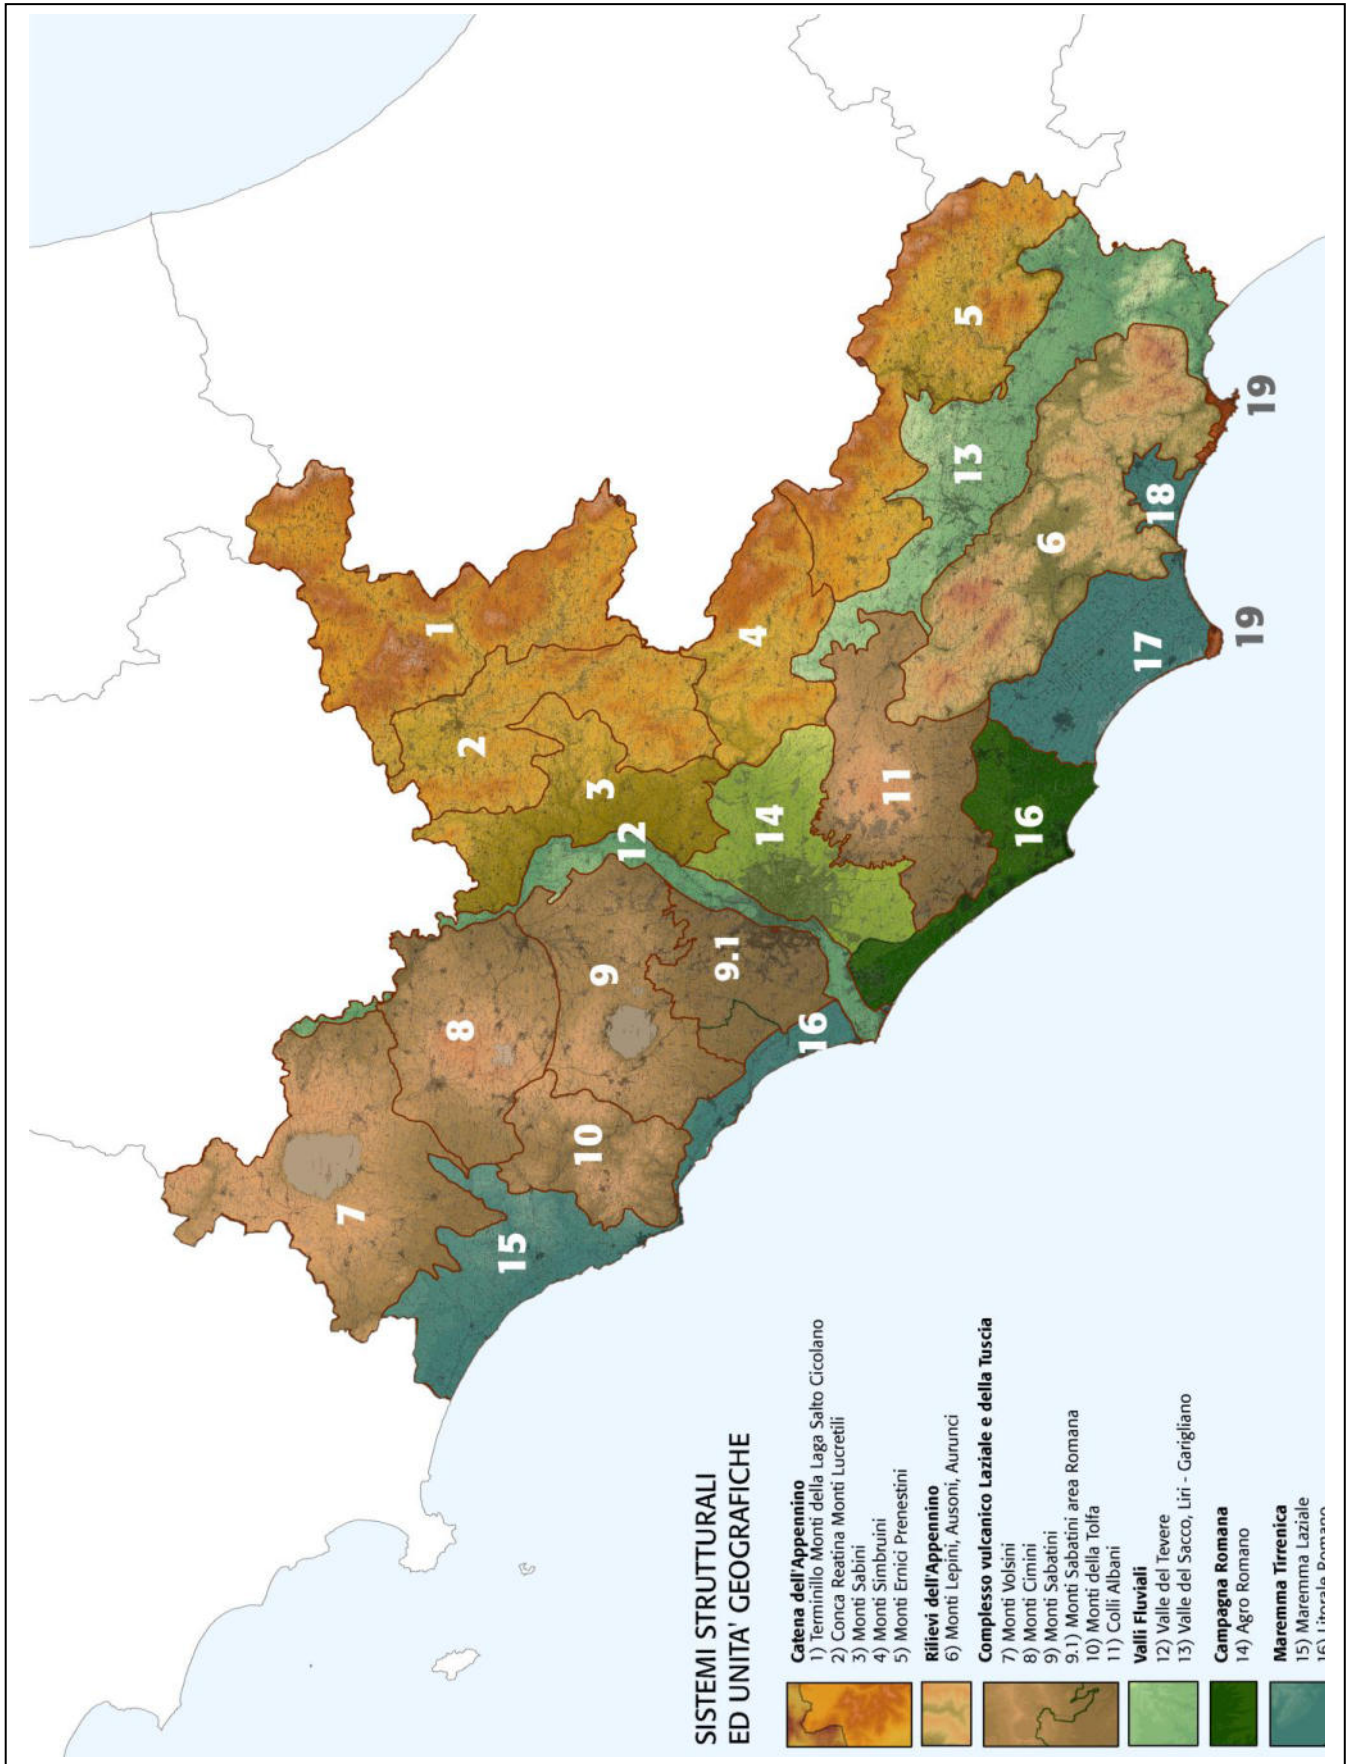 SISTEMI STRUTTURALI
ED UNITA' GEOGRAFICHE
Catena dell'Appennino
1) Terminillo Monti della Laga Salto Cicolano
2) Conca Reatina Monti Lucretili
3) Monti Sabini
4) Monti Simbruini
5) Monti Ernici Prenestini
Rilievi dell'Appennino
6) Monti Lepini, Ausoni, Aurunci
Complesso vulcanico Laziale e della Tuscia
7) Monti Volsini
8) Monti Cimini
9) Monti Sabatini
9.1) Monti Sabatini area Romana
10) Monti della Tolfa
11) Colli Albani
Valli Fluviali
12) Valle del Tevere
13) Valle del Sacco, Liri - Garigliano
Campagna Romana
14) Agro Romano
Maremma Tirrenica
15) Maremma Laziale
16) Litorale Romano
7
15
10
8
9
9.1
16
12
3
2
1
14
11
4
16
17
6
13
5
18
19
19